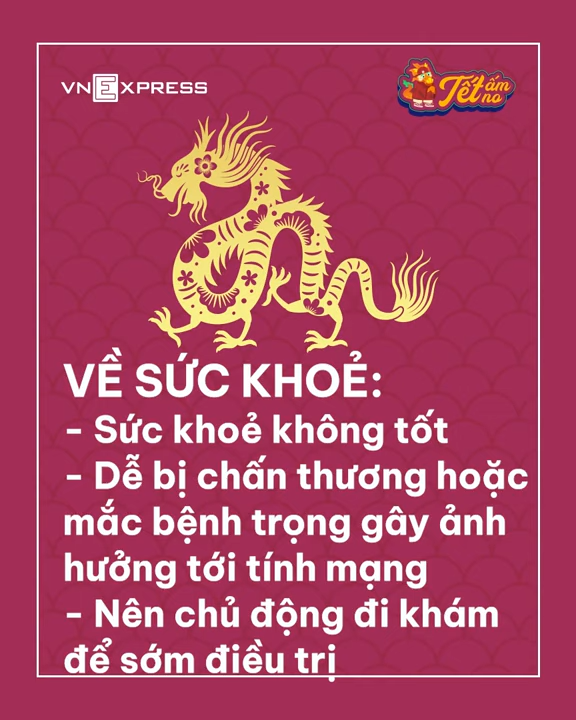 VNEXPRESS
Tết ấm no
VỀ SỨC KHOẺ:
- Sức khoẻ không tốt
- Dễ bị chấn thương hoặc
mắc bệnh trọng gây ảnh
hưởng tới tính mạng
- Nên chủ động đi khám
để sớm điều trị